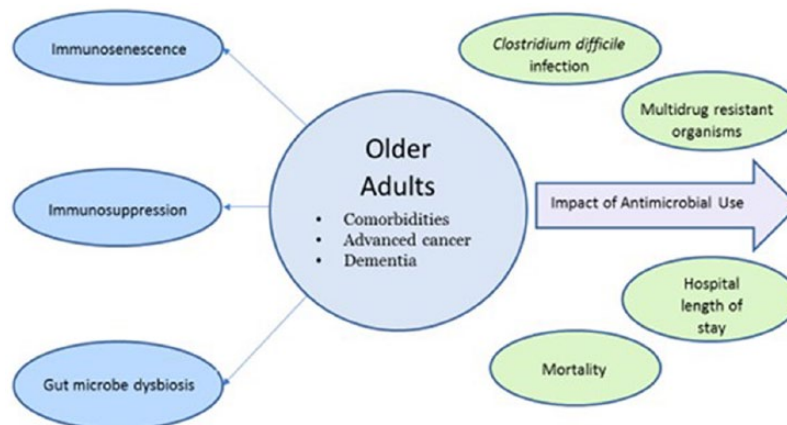 Immunosenescence
Immunosuppression
Gut microbe dysbiosis
Older
Adults
• Comorbidities
• Advanced cancer
• Dementia
Clostridium difficile
infection
Multidrug resistant
organisms
Impact of Antimicrobial Use
Hospital
length of
stay
Mortality